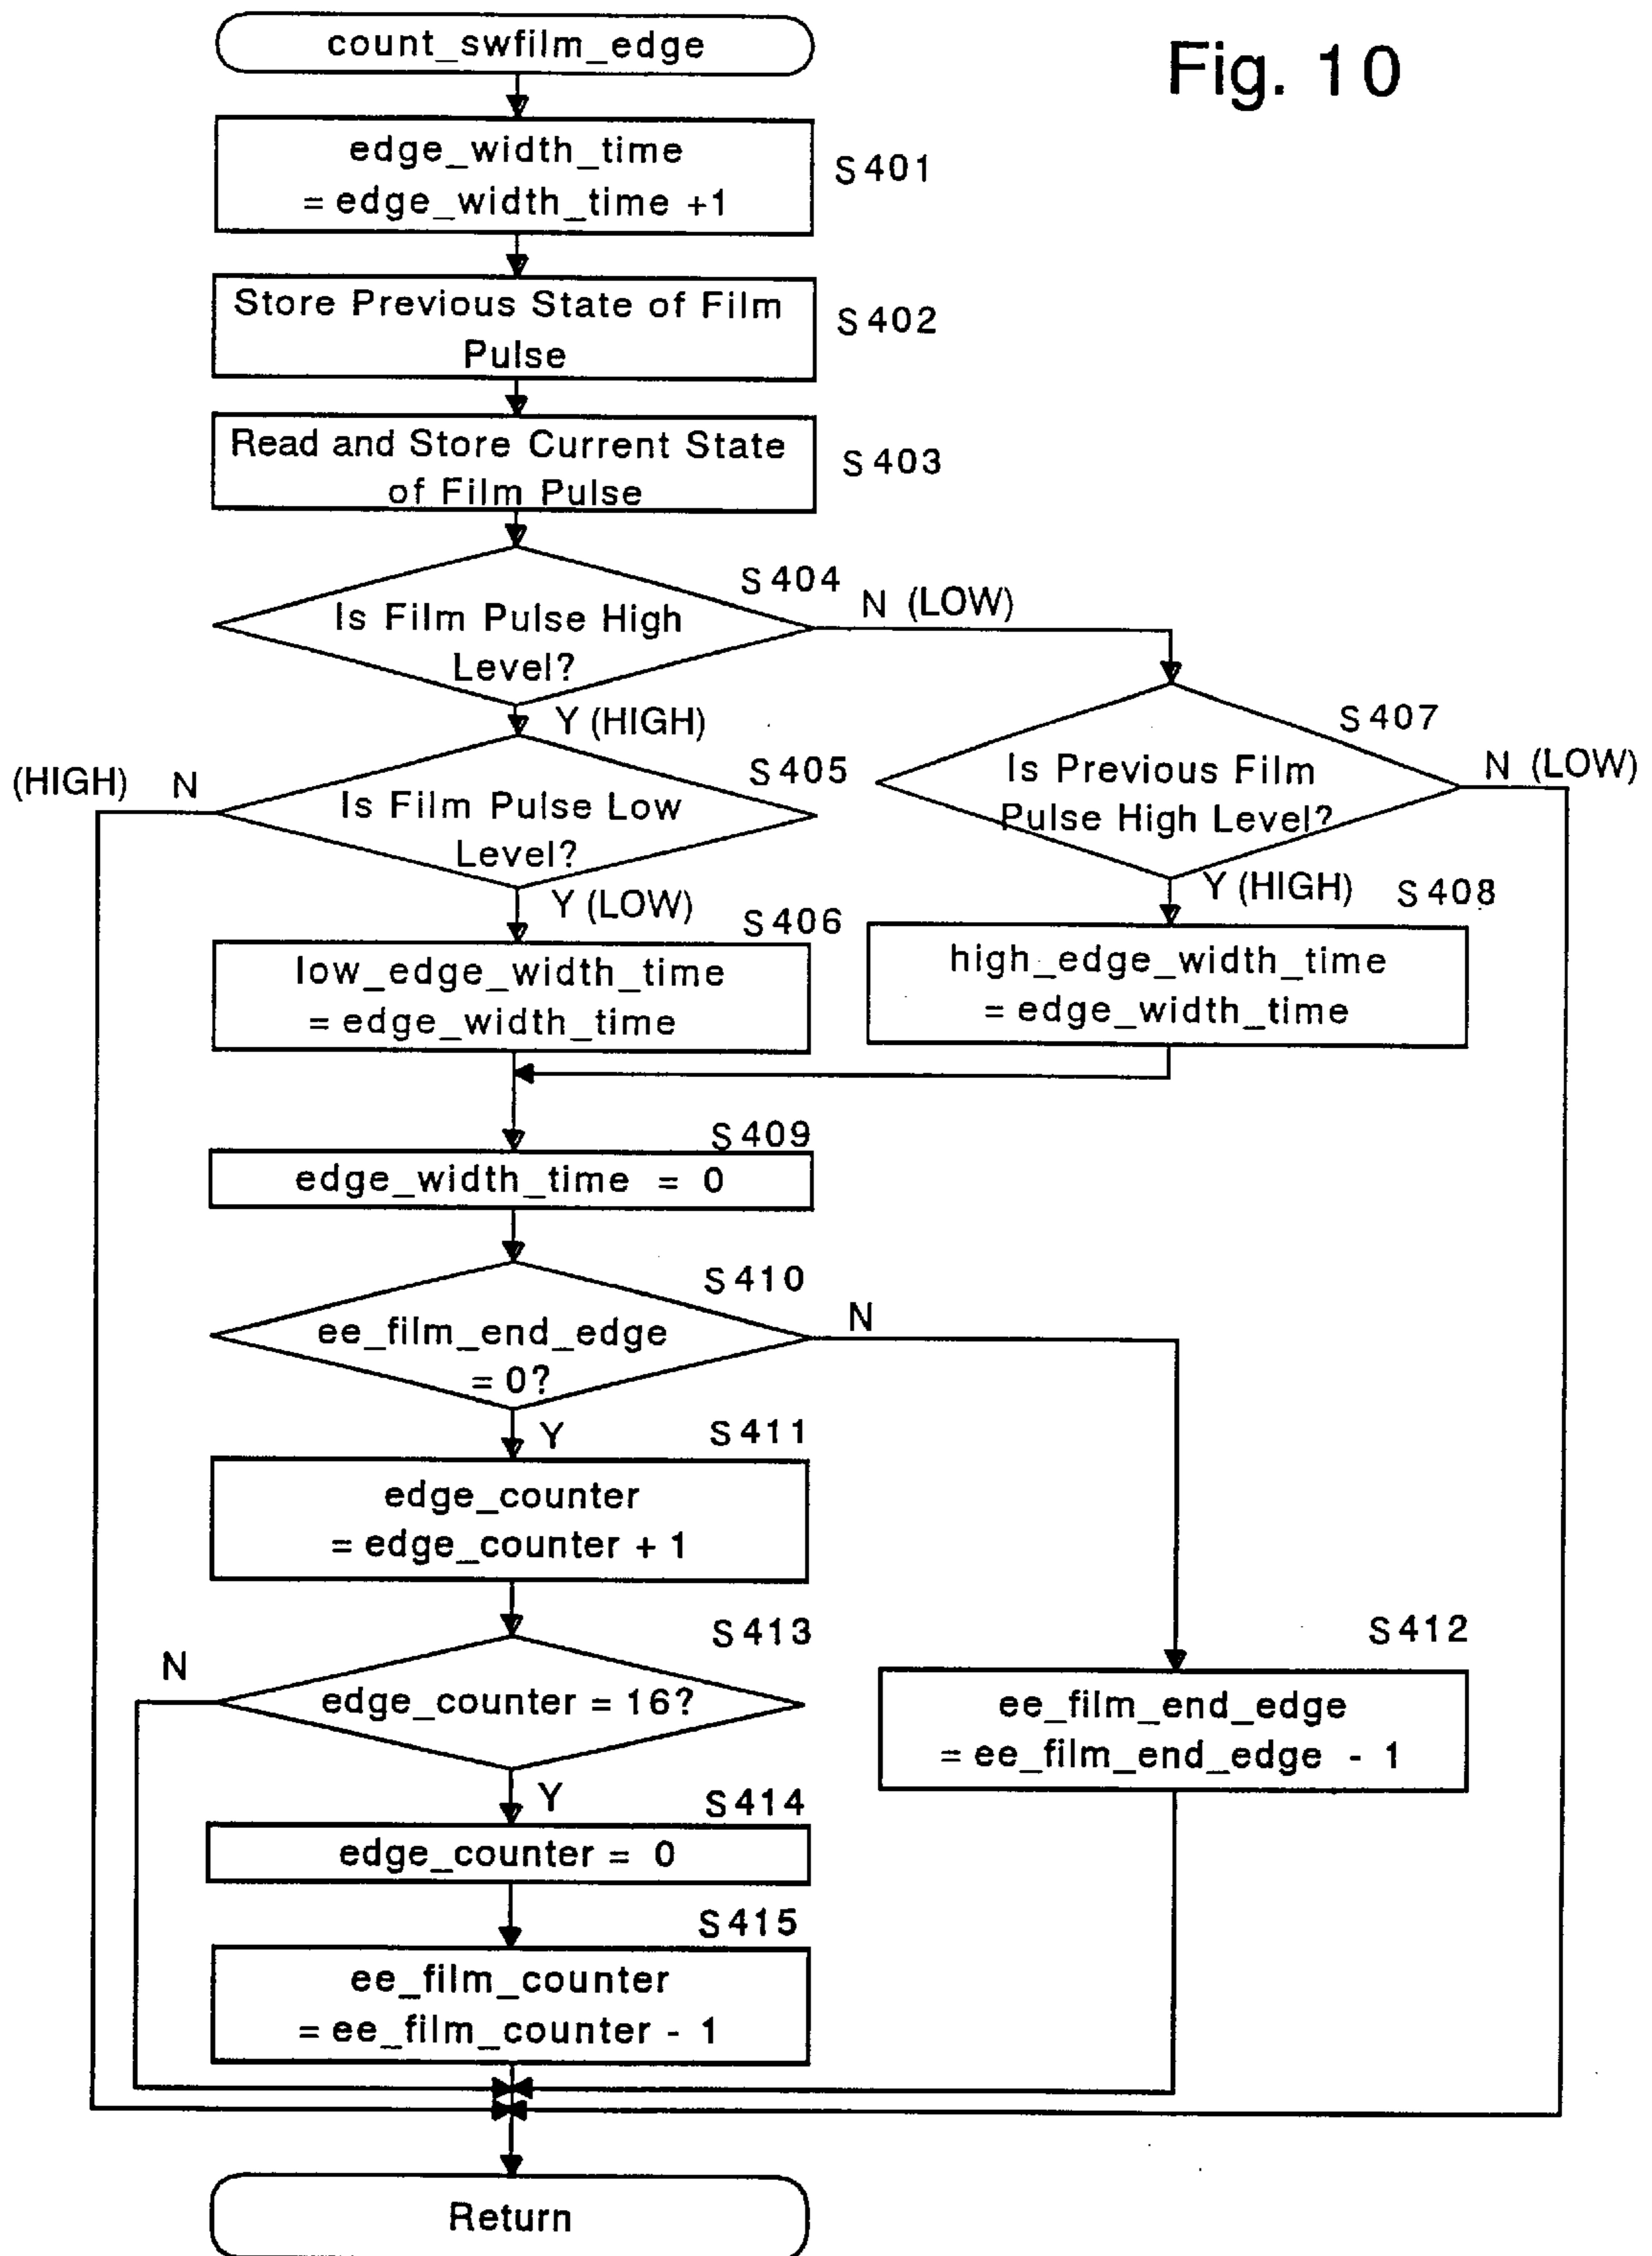 count_swfilm_edge
Fig. 10
edge_width_time
= edge_width_time +1
S401
Store Previous State of Film
Pulse
S402
Read and Store Current State
of Film Pulse
S403
S404
Is Film Pulse High
Level?
N (LOW)
Y (HIGH)
S405
(HIGH) N
Is Film Pulse Low
Level?
Y (LOW)
S407
Is Previous Film
Pulse High Level?
N (LOW)
Y (HIGH)
S406
low_edge_width_time
= edge_width_time
S408
high_edge_width_time
= edge_width_time
S409
edge_width_time = 0
S410
ee_film_end_edge
= 0?
N
Y
S411
edge_counter
= edge_counter + 1
S413
N
edge_counter = 16?
Y
S412
ee_film_end_edge
= ee_film_end_edge - 1
S414
edge_counter = 0
S415
ee_film_counter
= ee_film_counter - 1
Return